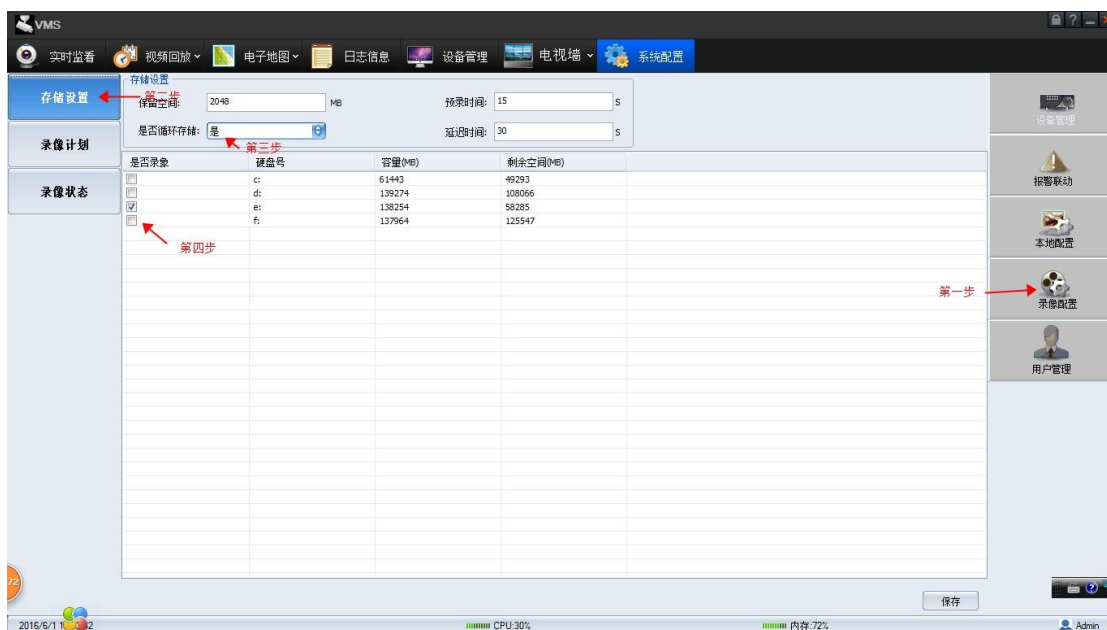 VMS
实时监看 视频回放 电子地图 日志信息 设备管理 电视墙 系统配置
存储设置
录像计划
录像状态
存储设置
第二步
保留空间: 2048 MB 预录时间: 15 S
是否循环存储: 是 延迟时间: 30 S
第三步
是否录象 硬盘号 容量(MB) 剩余空间(MB)
c: 61443 49293
d: 139274 108066
e: 138254 58285
f: 137964 125547
第四步
设备管理
报警联动
本地配置
第一步
录像配置
用户管理
72
保存
2016/6/1 CPU:30% 内存:72% Admin